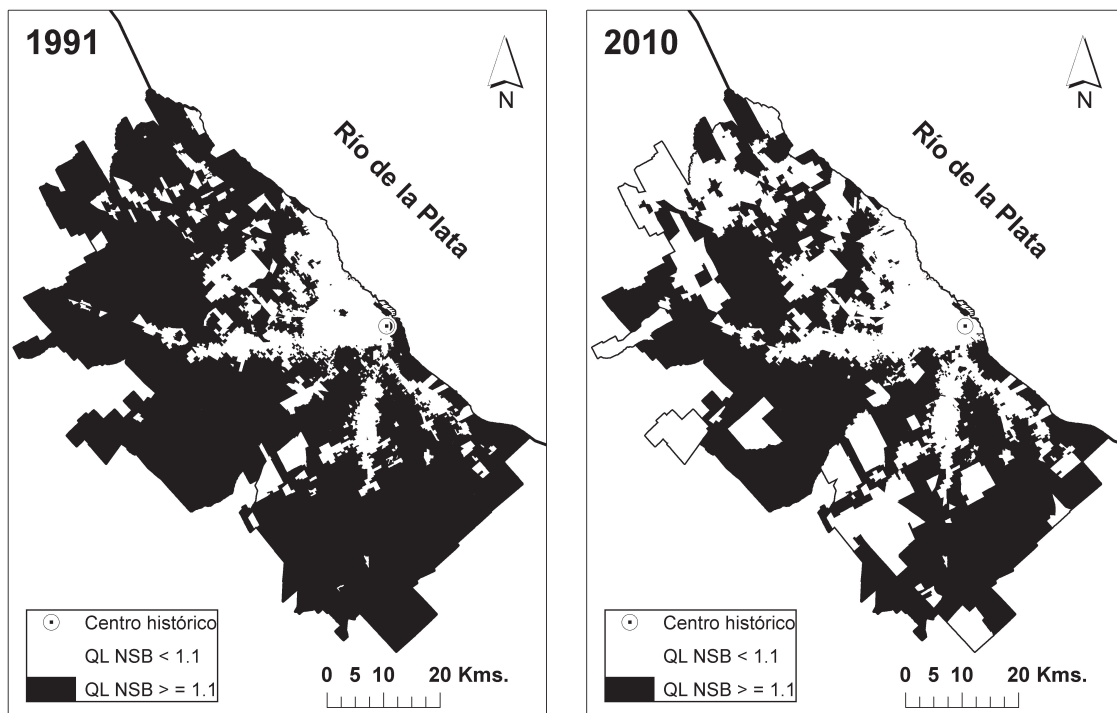 1991
N
Río de la Plata
Centro histórico
QL NSB < 1.1
QL NSB > = 1.1
0 5 10 20 Kms.
2010
N
Río de la Plata
Centro histórico
QL NSB < 1.1
QL NSB > = 1.1
0 5 10 20 Kms.